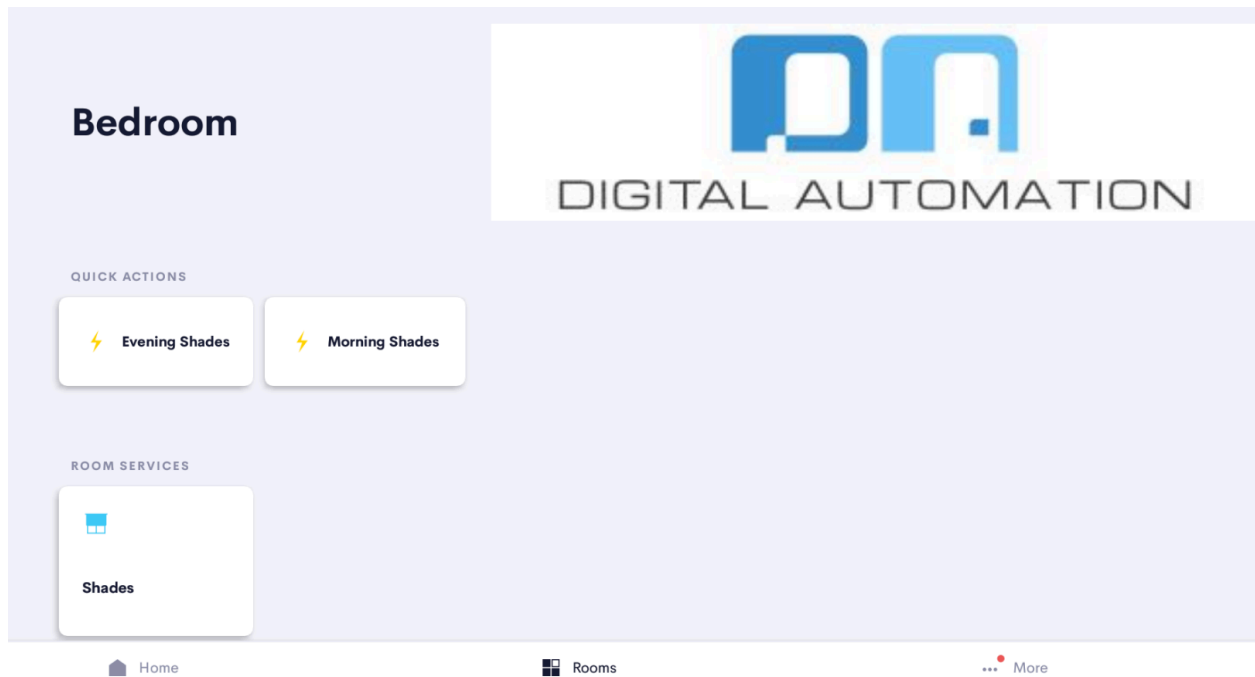 Bedroom
DIGITAL AUTOMATION
QUICK ACTIONS
Evening Shades
Morning Shades
ROOM SERVICES
Shades
Home
Rooms
More